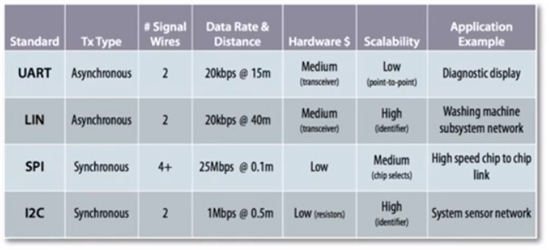 Standard Tx Type # Signal Wires Data Rate & Distance Hardware $ Scalability Application Example
UART Asynchronous 2 20kbps @ 15m Medium (transceiver) Low (point-to-point) Diagnostic display
LIN Asynchronous 2 20kbps @ 40m Medium (transceiver) High (identifier) Washing machine subsystem network
SPI Synchronous 4+ 25Mbps @ 0.1m Low Medium (chip selects) High speed chip to chip link
I2C Synchronous 2 1Mbps @ 0.5m Low (resistors) High (identifier) System sensor network